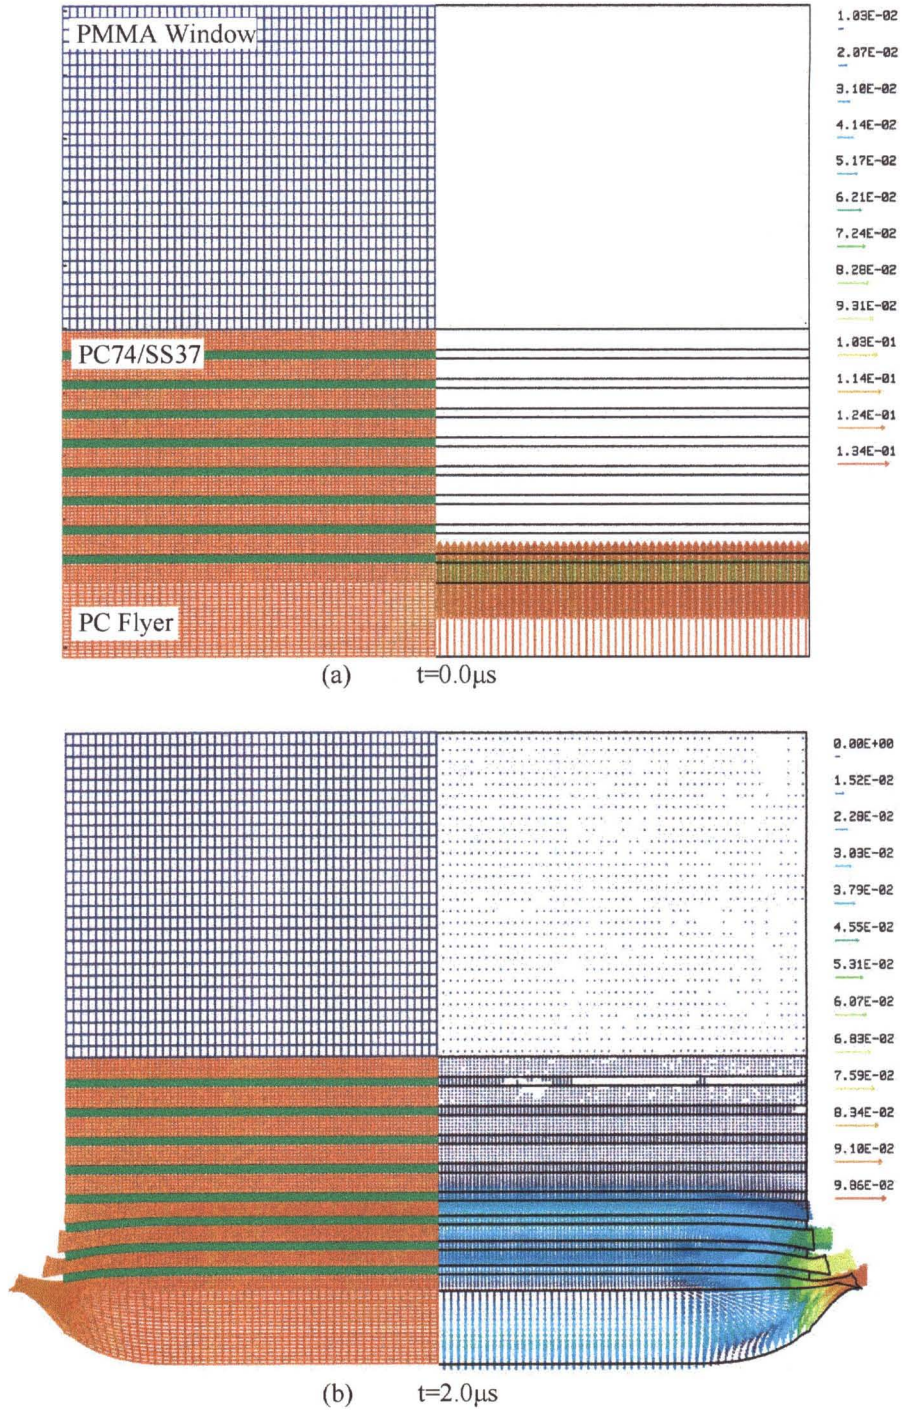 PMMA Window
PC74/SS37
PC Flyer
1.03E-02
2.07E-02
3.10E-02
4.14E-02
5.17E-02
6.21E-02
7.24E-02
8.28E-02
9.31E-02
1.03E-01
1.14E-01
1.24E-01
1.34E-01
(a) t=0.0μs
0.00E+00
1.52E-02
2.28E-02
3.03E-02
3.79E-02
4.55E-02
5.31E-02
6.07E-02
6.83E-02
7.59E-02
8.34E-02
9.10E-02
9.86E-02
(b) t=2.0μs